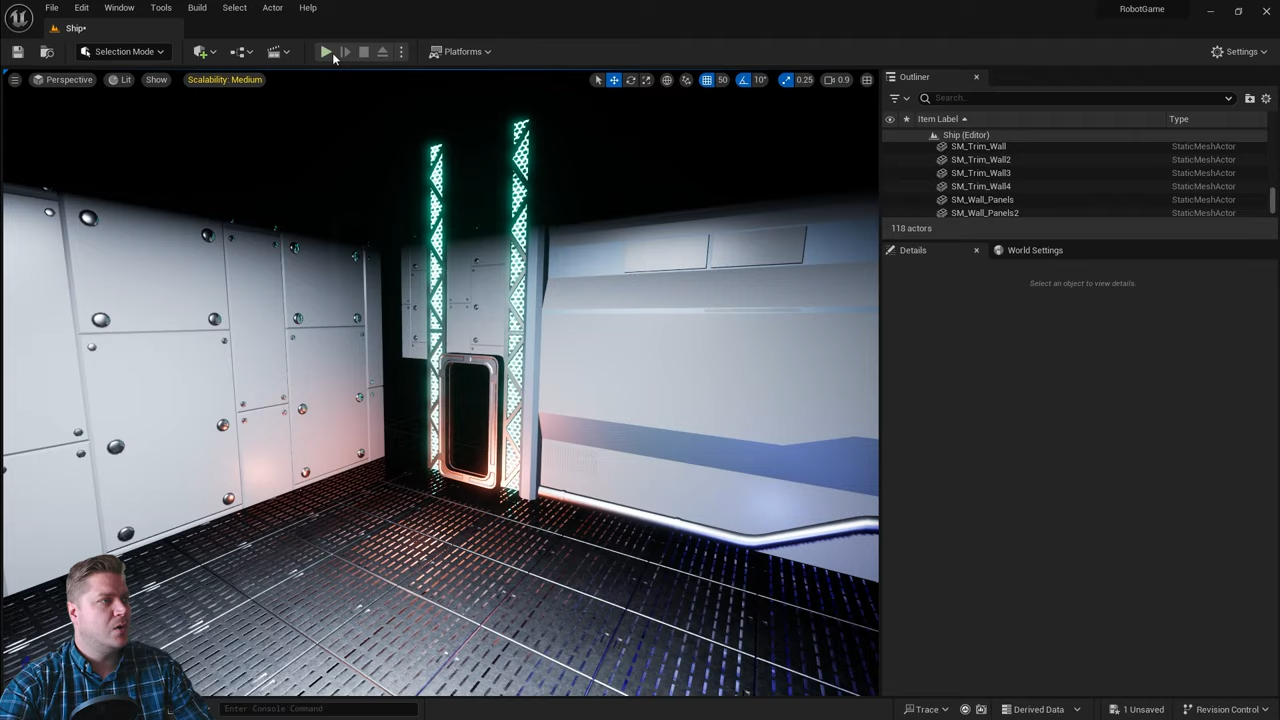 File Edit Window Tools Build Select Actor Help
RobotGame
Ship•
Selection Mode
Platforms
Settings
Perspective Lit Show Scalability: Medium
50 10° 0.25 0.9
Outliner
Search...
Item Label Type
Ship (Editor)
SM_Trim_Wall StaticMeshActor
SM_Trim_Wall2 StaticMeshActor
SM_Trim_Wall3 StaticMeshActor
SM_Trim_Wall4 StaticMeshActor
SM_Wall_Panels StaticMeshActor
SM_Wall_Panels2 StaticMeshActor
118 actors
Details World Settings
Select an object to view details.
Enter Console Command
Trace Derived Data 1 Unsaved Revision Control